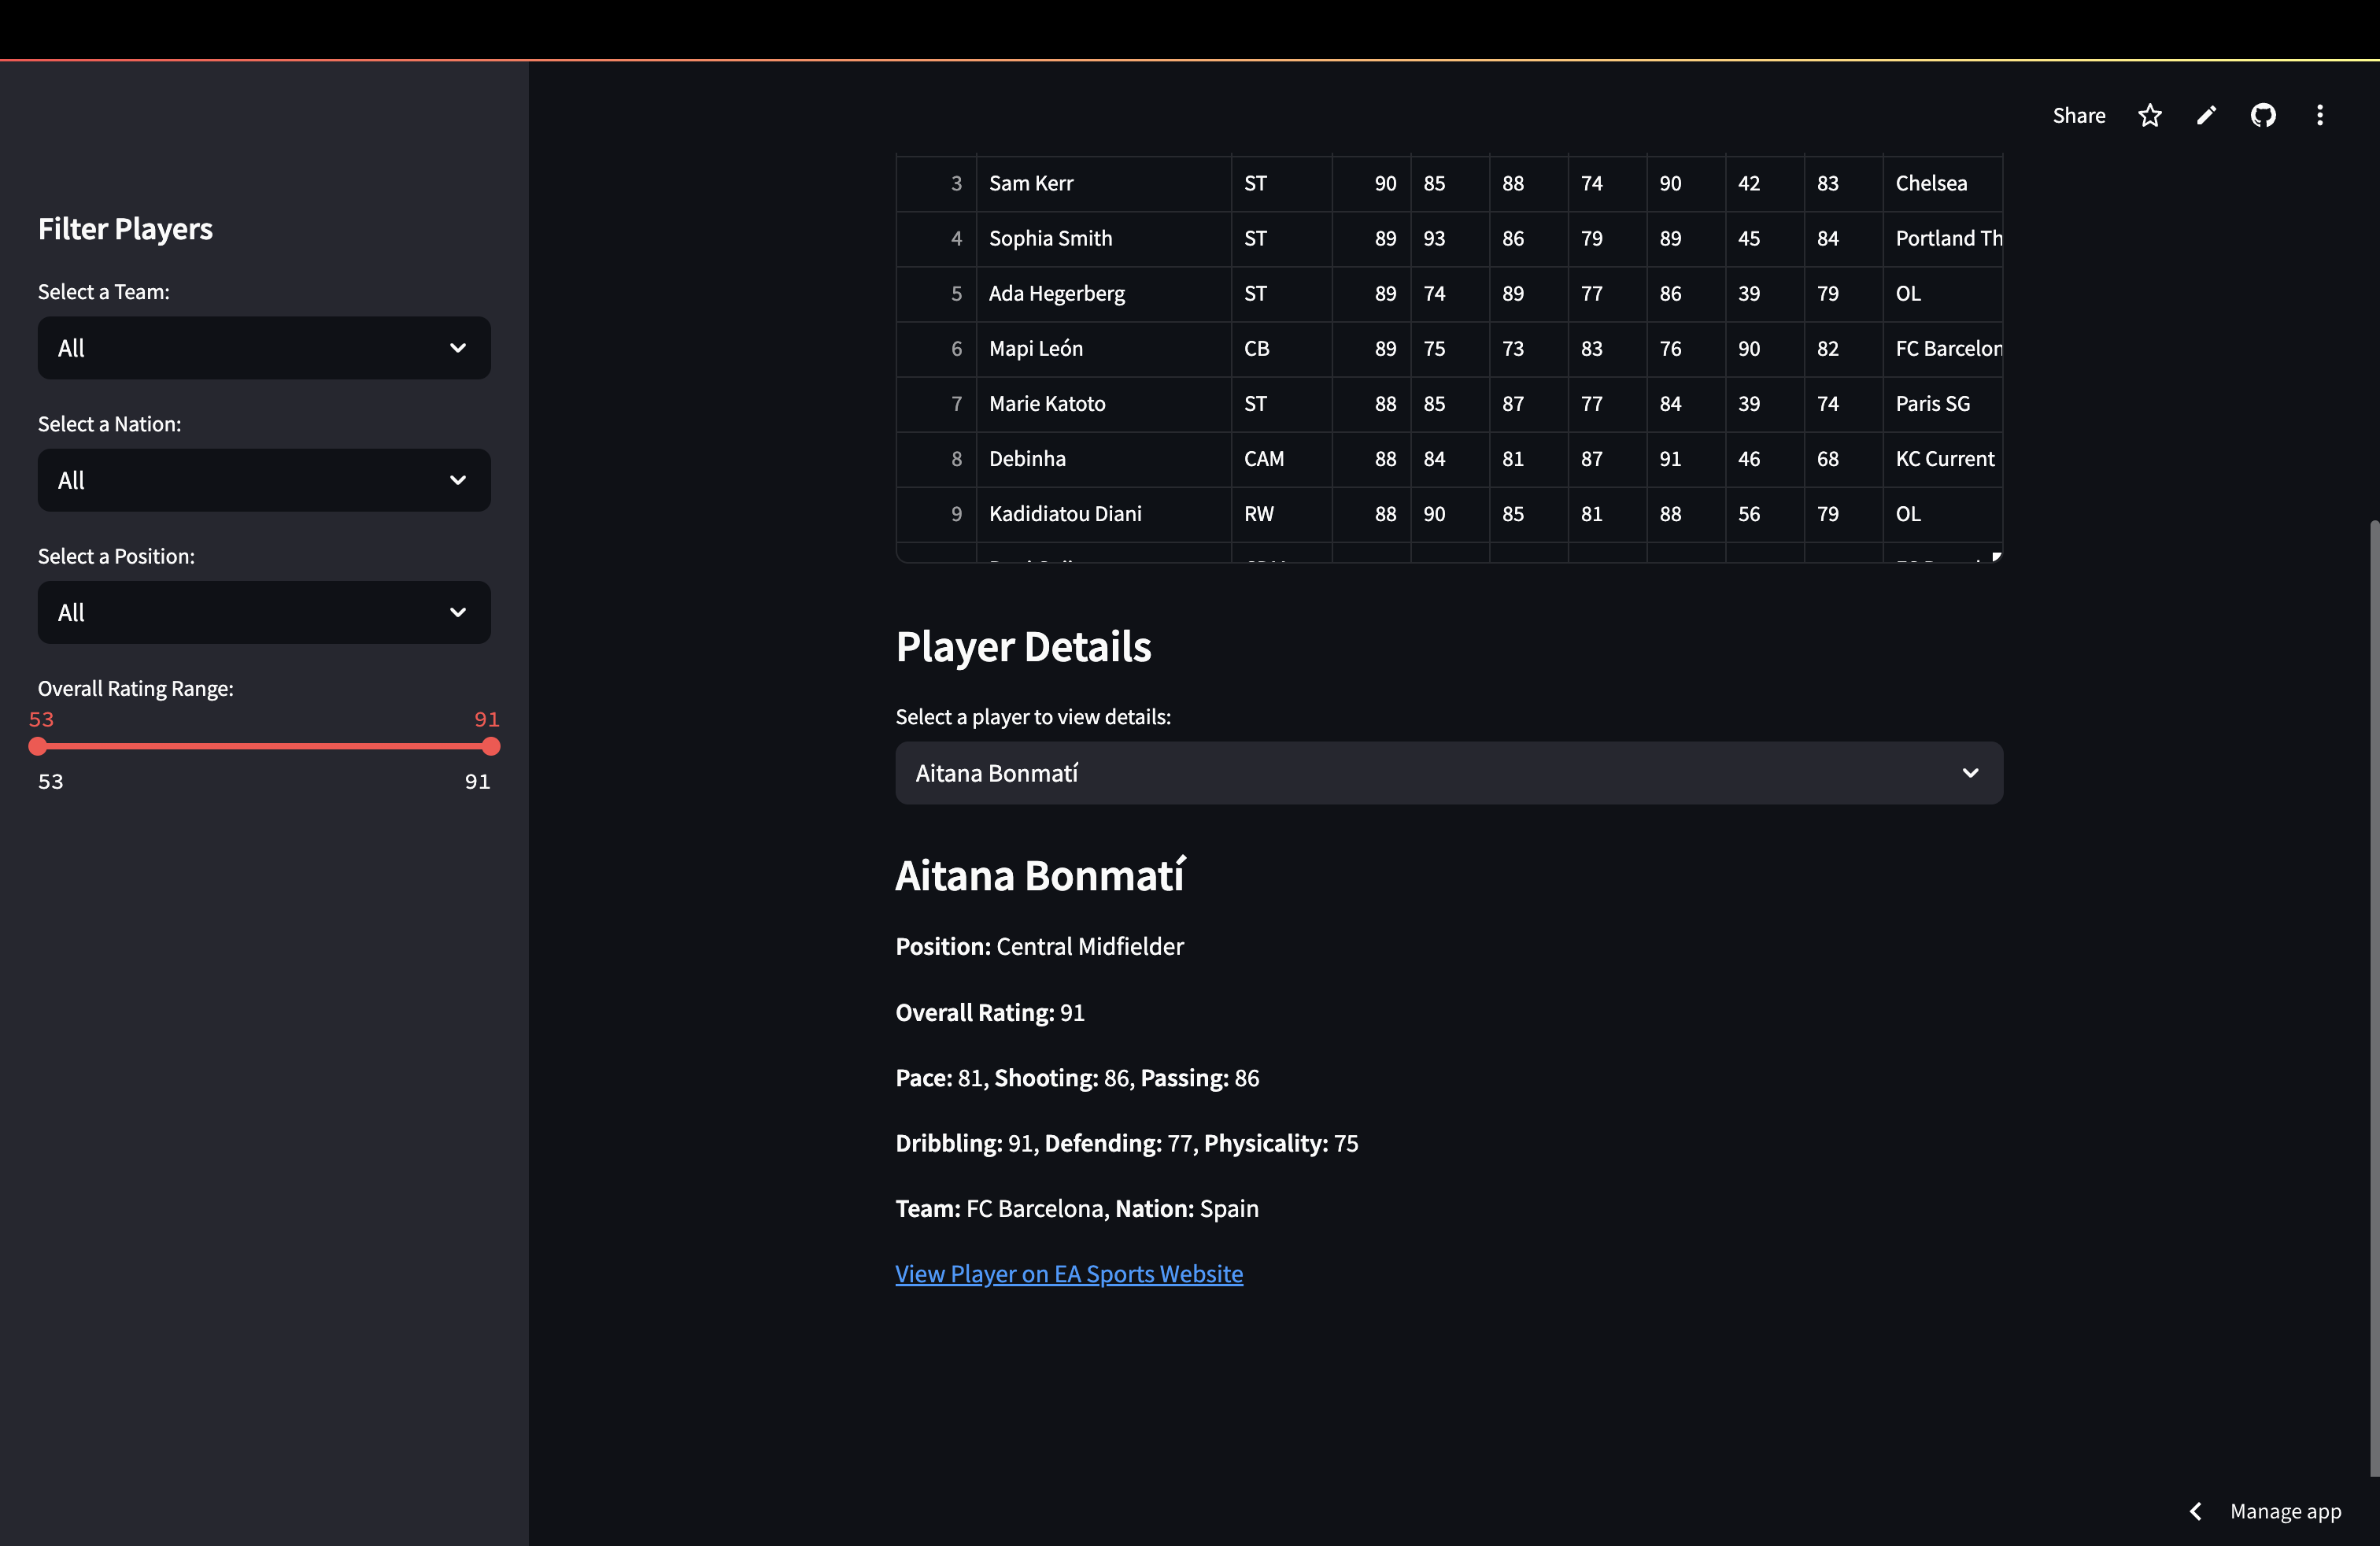 Share
Filter Players
Select a Team:
All
Select a Nation:
All
Select a Position:
All
Overall Rating Range:
53 91
53 91
3 Sam Kerr ST 90 85 88 74 90 42 83 Chelsea
4 Sophia Smith ST 89 93 86 79 89 45 84 Portland Th
5 Ada Hegerberg ST 89 74 89 77 86 39 79 OL
6 Mapi León CB 89 75 73 83 76 90 82 FC Barcelon
7 Marie Katoto ST 88 85 87 77 84 39 74 Paris SG
8 Debinha CAM 88 84 81 87 91 46 68 KC Current
9 Kadidiatou Diani RW 88 90 85 81 88 56 79 OL
Player Details
Select a player to view details:
Aitana Bonmatí
Aitana Bonmatí
Position: Central Midfielder
Overall Rating: 91
Pace: 81, Shooting: 86, Passing: 86
Dribbling: 91, Defending: 77, Physicality: 75
Team: FC Barcelona, Nation: Spain
View Player on EA Sports Website
Manage app